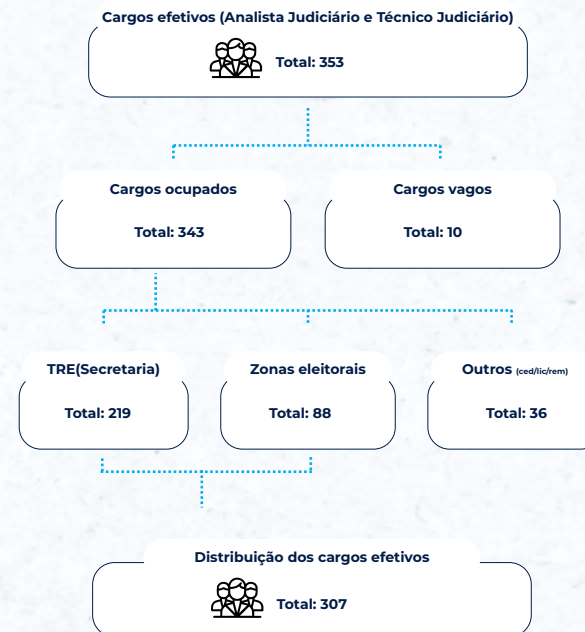 Cargos efetivos (Analista Judiciário e Técnico Judiciário)
Total: 353
Cargos ocupados
Total: 343
Cargos vagos
Total: 10
TRE(Secretaria)
Total: 219
Zonas eleitorais
Total: 88
Outros (ced/lic/rem)
Total: 36
Distribuição dos cargos efetivos
Total: 307